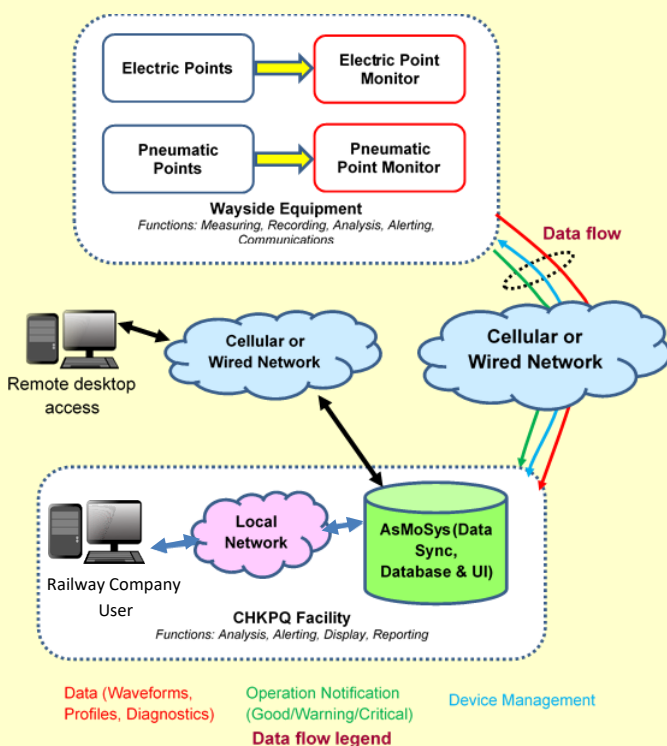 Electric Points
Electric Point
Monitor
Pneumatic
Points
Pneumatic
Point Monitor
Wayside Equipment
Functions: Measuring, Recording, Analysis, Alerting,
Communications
Data flow
Cellular or
Wired Network
Cellular or
Wired Network
Remote desktop
access
Local
Network
AsMoSys(Data
Sync,
Database & UI)
Railway Company
User
CHKPQ Facility
Functions: Analysis, Alerting, Display, Reporting
Data (Waveforms,
Profiles, Diagnostics)
Operation Notification
(Good/Warning/Critical)
Device Management
Data flow legend